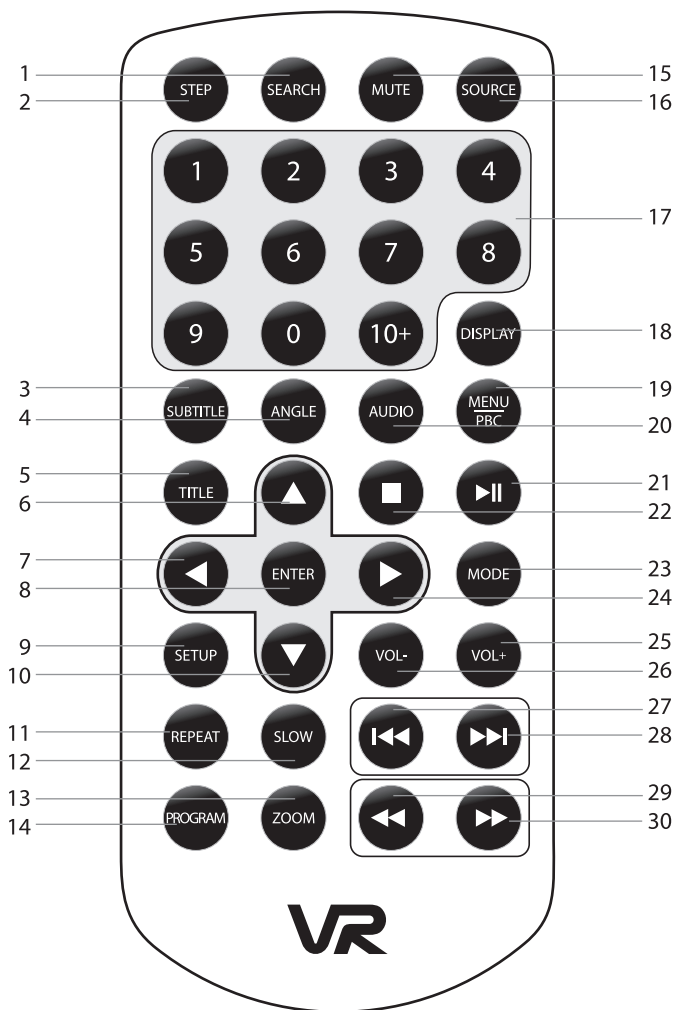 1 STEP SEARCH MUTE SOURCE 15
2 16
1 2 3 4
17
5 6 7 8
9 0 10+ DISPLAY 18
3 SUBTITLE ANGLE AUDIO MENU 19
4 PBC 20
5 TITLE 21
6 22
7 ENTER MODE 23
8 24
9 SETUP VOL- VOL+ 25
10 26
11 REPEAT SLOW 27
12 28
13 PROGRAM ZOOM 29
14 30
VR